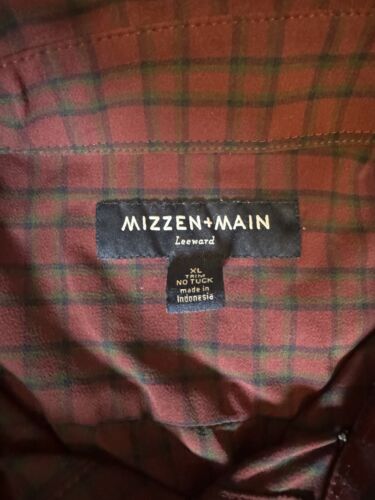 MIZZEN+MAIN
Leeward
XL
TRIM
NO TUCK
made in
Indonesia